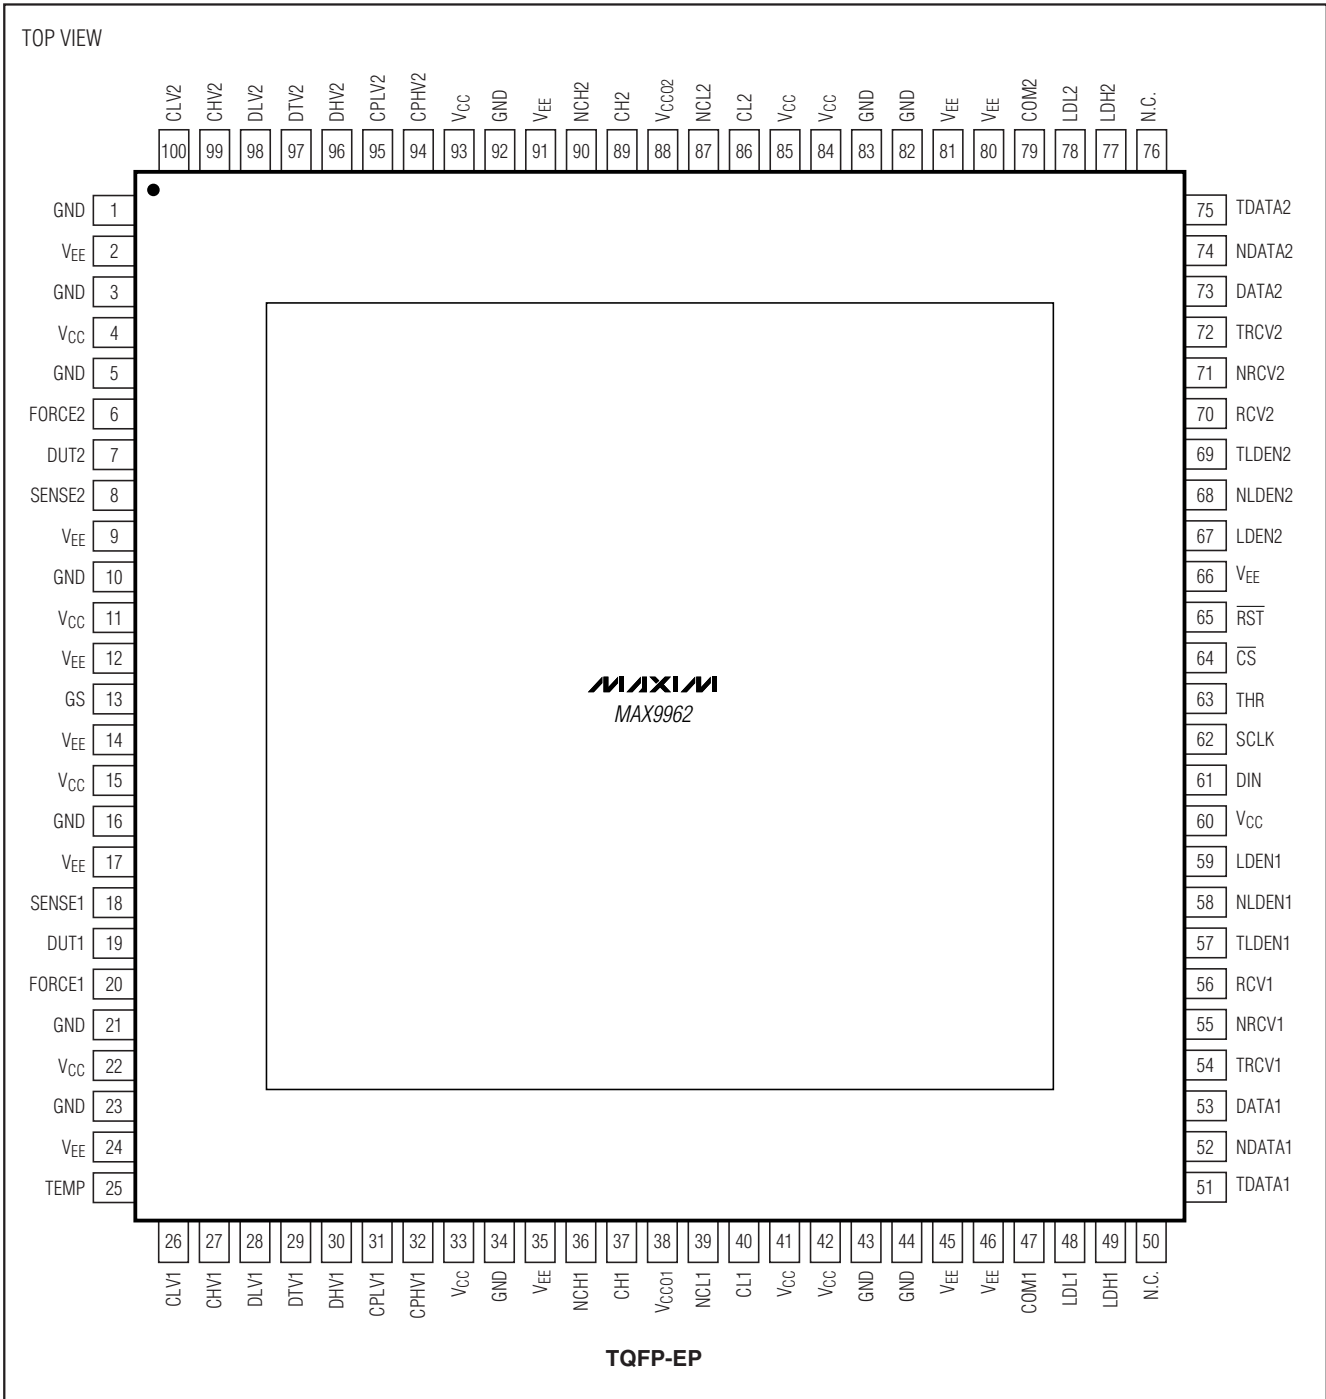 TOP VIEW
CLV2
CHV2
DLV2
DTV2
DHV2
CPLV2
CPHV2
VCC
GND
VEE
NCH2
CH2
VCCO2
NCL2
CL2
VCC
VCC
GND
GND
VEE
VEE
COM2
LDL2
LDH2
N.C.
100 99 98 97 96 95 94 93 92 91 90 89 88 87 86 85 84 83 82 81 80 79 78 77 76
GND 1
VEE 2
GND 3
VCC 4
GND 5
FORCE2 6
DUT2 7
SENSE2 8
VEE 9
GND 10
VCC 11
VEE 12
GS 13
VEE 14
VCC 15
GND 16
VEE 17
SENSE1 18
DUT1 19
FORCE1 20
GND 21
VCC 22
GND 23
VEE 24
TEMP 25
MAXIM
MAX9962
75 TDATA2
74 NDATA2
73 DATA2
72 TRCV2
71 NRCV2
70 RCV2
69 TLDEN2
68 NLDEN2
67 LDEN2
66 VEE
65 R̅S̅T̅
64 C̅S̅
63 THR
62 SCLK
61 DIN
60 VCC
59 LDEN1
58 NLDEN1
57 TLDEN1
56 RCV1
55 NRCV1
54 TRCV1
53 DATA1
52 NDATA1
51 TDATA1
26 27 28 29 30 31 32 33 34 35 36 37 38 39 40 41 42 43 44 45 46 47 48 49 50
CLV1
CHV1
DLV1
DTV1
DHV1
CPLV1
CPHV1
VCC
GND
VEE
NCH1
CH1
VCCO1
NCL1
CL1
VCC
VCC
GND
GND
VEE
VEE
COM1
LDL1
LDH1
N.C.
TQFP-EP